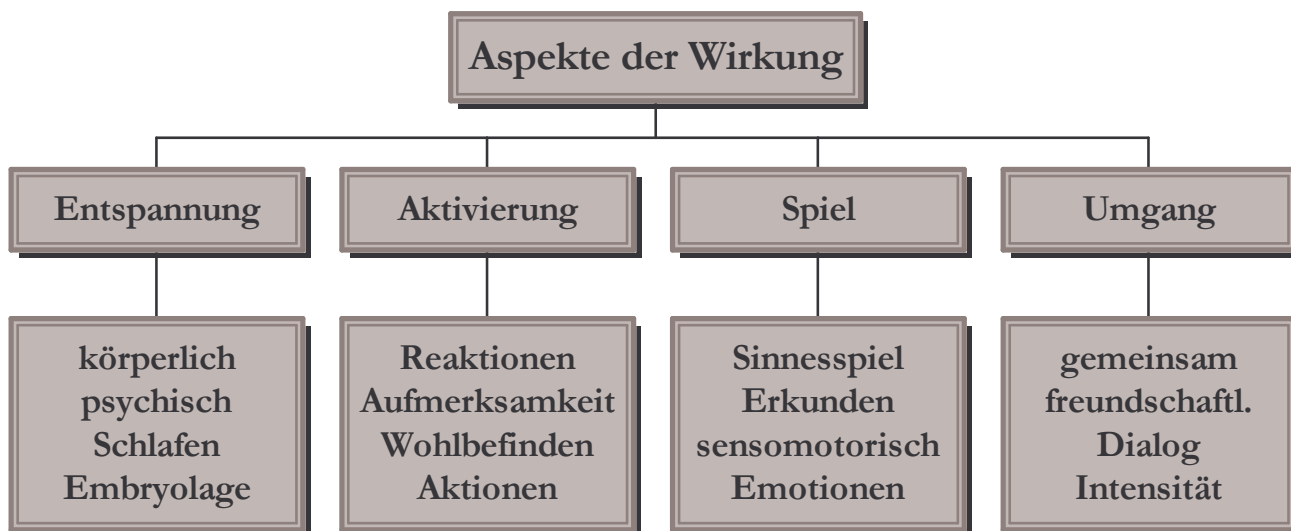 Aspekte der Wirkung
Entspannung
Aktivierung
Spiel
Umgang
körperlich
psychisch
Schlafen
Embryolage
Reaktionen
Aufmerksamkeit
Wohlbefinden
Aktionen
Sinnesspiel
Erkunden
sensomotorisch
Emotionen
gemeinsam
freundschaftl.
Dialog
Intensität